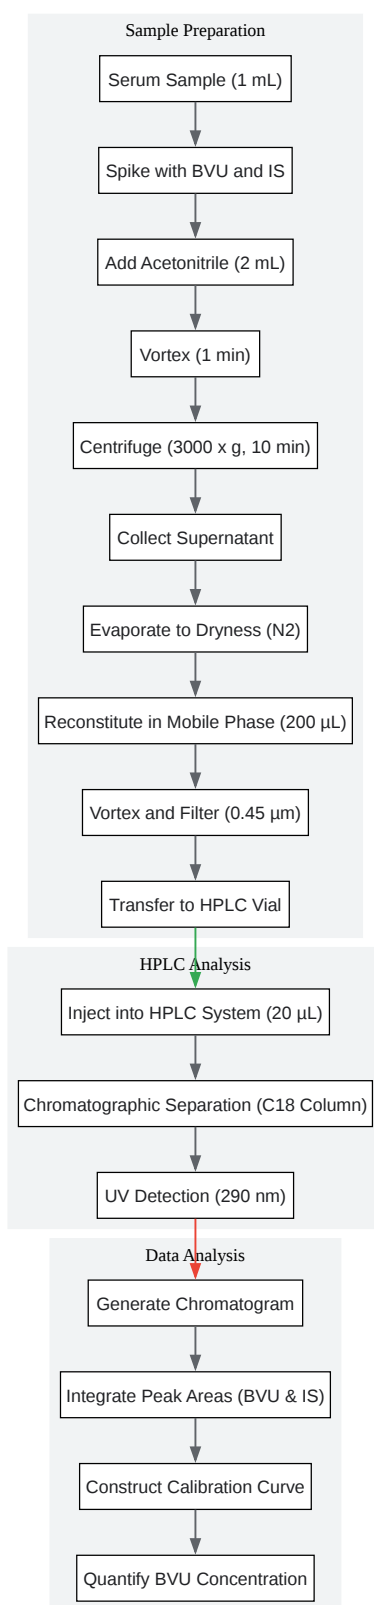 Sample Preparation
Serum Sample (1 mL)
Spike with BVU and IS
Add Acetonitrile (2 mL)
Vortex (1 min)
Centrifuge (3000 x g, 10 min)
Collect Supernatant
Evaporate to Dryness (N2)
Reconstitute in Mobile Phase (200 µL)
Vortex and Filter (0.45 µm)
Transfer to HPLC Vial
HPLC Analysis
Inject into HPLC System (20 µL)
Chromatographic Separation (C18 Column)
UV Detection (290 nm)
Data Analysis
Generate Chromatogram
Integrate Peak Areas (BVU & IS)
Construct Calibration Curve
Quantify BVU Concentration